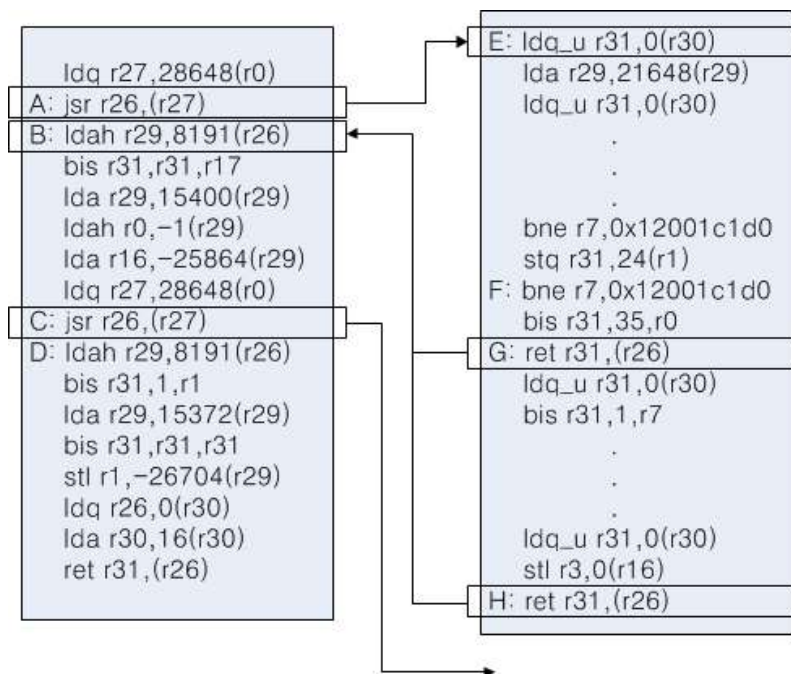 ldq r27,28648(r0)
A: jsr r26,(r27)
B: ldah r29,8191(r26)
bis r31,r31,r17
lda r29,15400(r29)
ldah r0,-1(r29)
lda r16,-25864(r29)
ldq r27,28648(r0)
C: jsr r26,(r27)
D: ldah r29,8191(r26)
bis r31,1,r1
lda r29,15372(r29)
bis r31,r31,r31
stl r1,-26704(r29)
ldq r26,0(r30)
lda r30,16(r30)
ret r31,(r26)
E: ldq_u r31,0(r30)
lda r29,21648(r29)
ldq_u r31,0(r30)
.
.
.
bne r7,0x12001c1d0
stq r31,24(r1)
F: bne r7,0x12001c1d0
bis r31,35,r0
G: ret r31,(r26)
ldq_u r31,0(r30)
bis r31,1,r7
.
.
.
ldq_u r31,0(r30)
stl r3,0(r16)
H: ret r31,(r26)